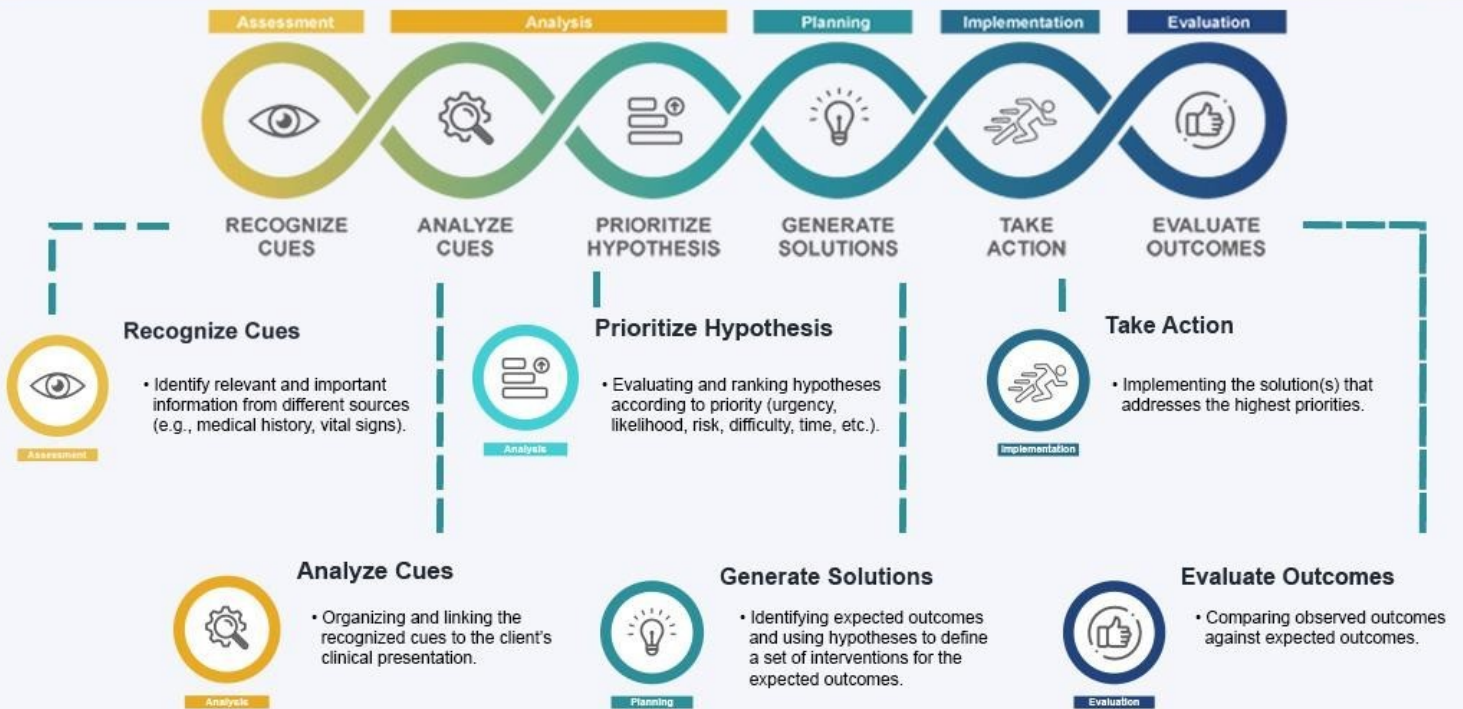 Assessment
Analysis
Planning
Implementation
Evaluation
RECOGNIZE
CUES
ANALYZE
CUES
PRIORITIZE
HYPOTHESIS
GENERATE
SOLUTIONS
TAKE
ACTION
EVALUATE
OUTCOMES
Recognize Cues
• Identify relevant and important
information from different sources
(e.g., medical history, vital signs).
Assessment
Prioritize Hypothesis
• Evaluating and ranking hypotheses
according to priority (urgency,
likelihood, risk, difficulty, time, etc.).
Analysis
Take Action
• Implementing the solution(s) that
addresses the highest priorities.
Implementation
Analyze Cues
• Organizing and linking the
recognized cues to the client's
clinical presentation.
Analysis
Generate Solutions
• Identifying expected outcomes
and using hypotheses to define
a set of interventions for the
expected outcomes.
Planning
Evaluate Outcomes
• Comparing observed outcomes
against expected outcomes.
Evaluation